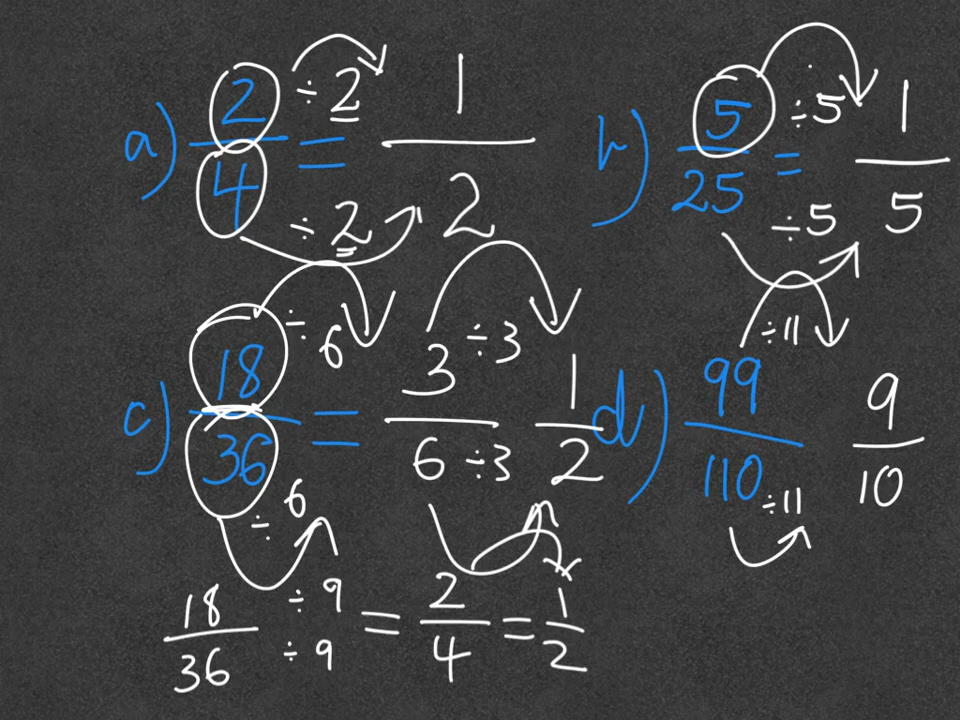 a) 2/4 ÷2 ÷2 = 1/2
b) 5/25 ÷5 ÷5 = 1/5
c) 18/36 ÷6 ÷6 = 3/6 ÷3 ÷3 1/2
d) 99/110 ÷11 ÷11 9/10
18/36 ÷9 ÷9 = 2/4 = 1/2